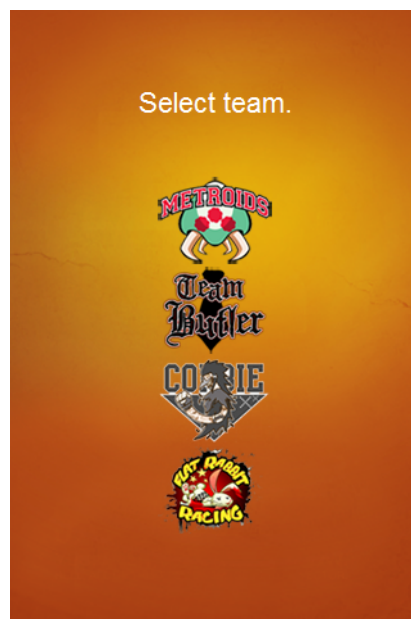 Select team.
METROIDS
Team
Butler
FLAT RABBIT
RACING